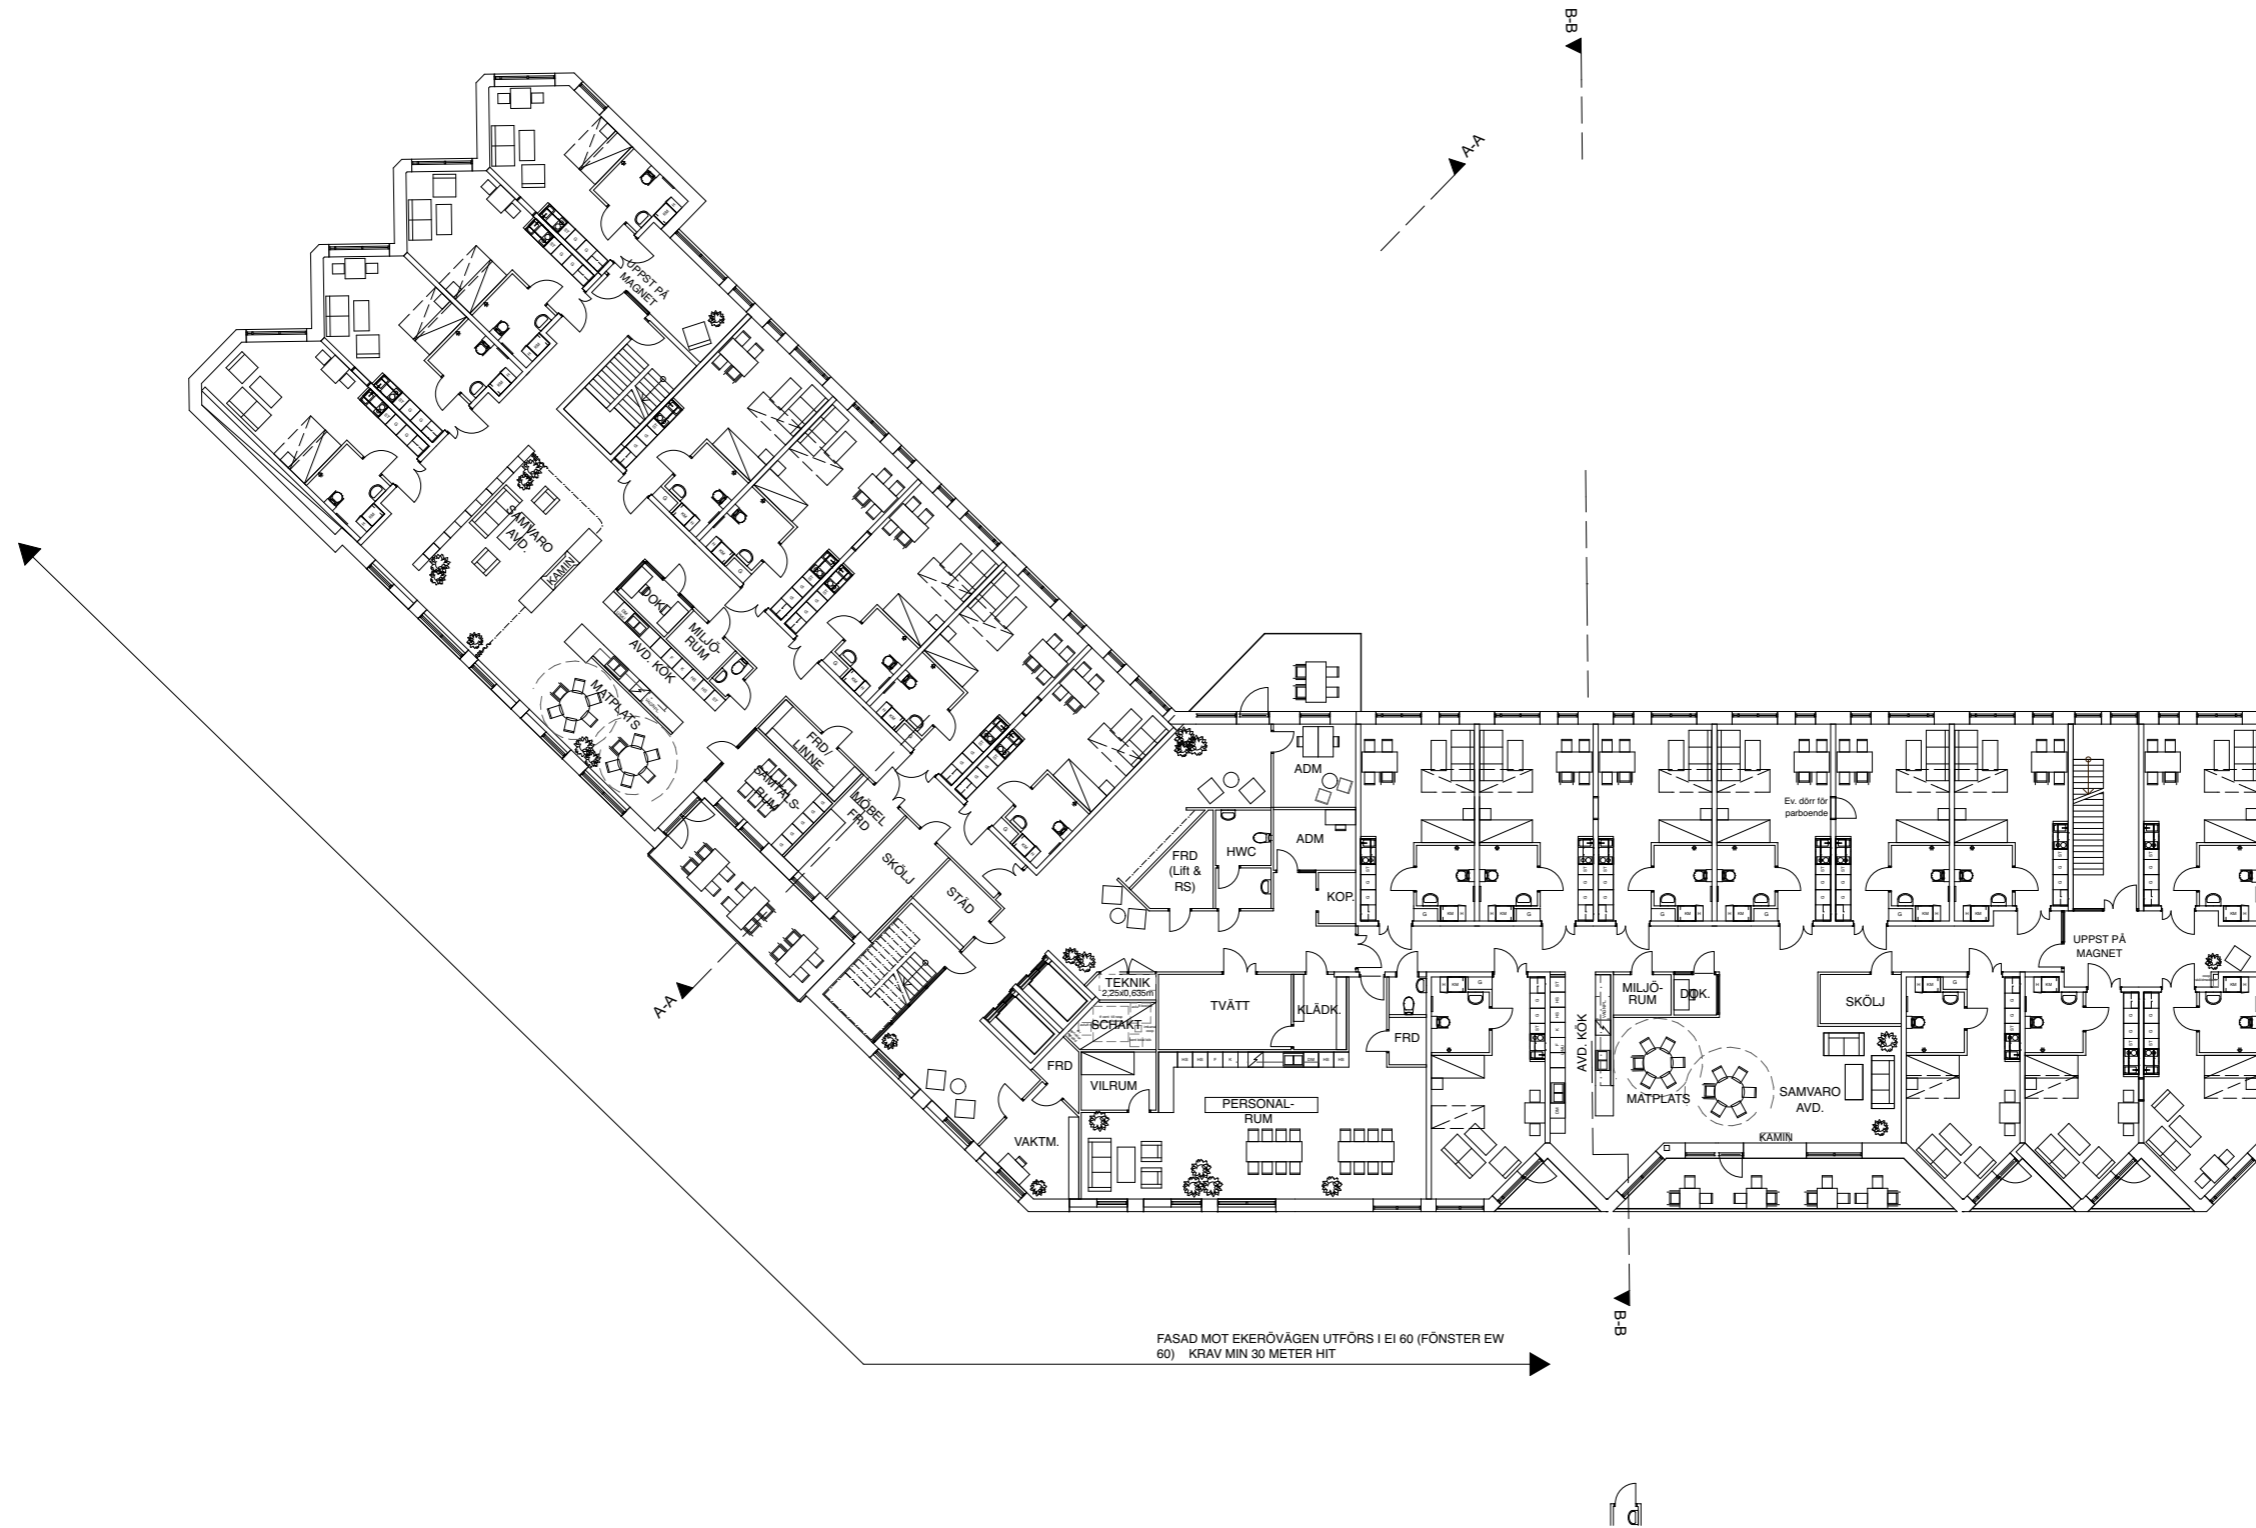 B-B
A-A
UPPST PÅ
MAGNET
SAMVARO
AVD.
KAMIN
DOK.
MILJÖ-
RUM
AVD. KÖK
MATPLATS
FRD/
LINNE
SAMTALS-
RUM
MÖBEL
FRD
SKÖLJ
STÄD
A-A
ADM
ADM
HWC
FRD
(Lift &
RS)
KOP.
Ev. dörr för
parboende
UPPST PÅ
MAGNET
TEKNIK
2,25x0,635m
SCHAKT
TVÄTT
KLÄDK.
FRD
FRD
VILRUM
PERSONAL-
RUM
VAKTM.
AVD. KÖK
MILJÖ-
RUM
DOK.
SKÖLJ
MATPLATS
SAMVARO
AVD.
KAMIN
B-B
FASAD MOT EKERÖVÄGEN UTFÖRS I EI 60 (FÖNSTER EW
60) KRAV MIN 30 METER HIT